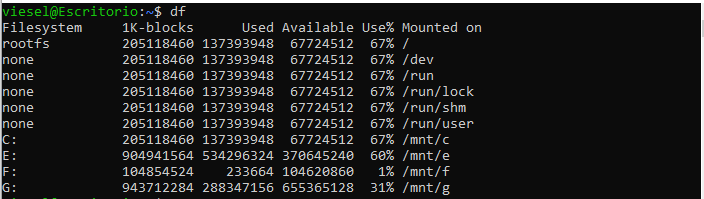 viesel@Escritorio:~$ df
Filesystem     1K-blocks      Used Available Use% Mounted on
rootfs         205118460 137393948  67724512  67% /
none           205118460 137393948  67724512  67% /dev
none           205118460 137393948  67724512  67% /run
none           205118460 137393948  67724512  67% /run/lock
none           205118460 137393948  67724512  67% /run/shm
none           205118460 137393948  67724512  67% /run/user
C:             205118460 137393948  67724512  67% /mnt/c
E:             904941564 534296324 370645240  60% /mnt/e
F:             104854524    233664 104620860   1% /mnt/f
G:             943712284 288347156 655365128  31% /mnt/g